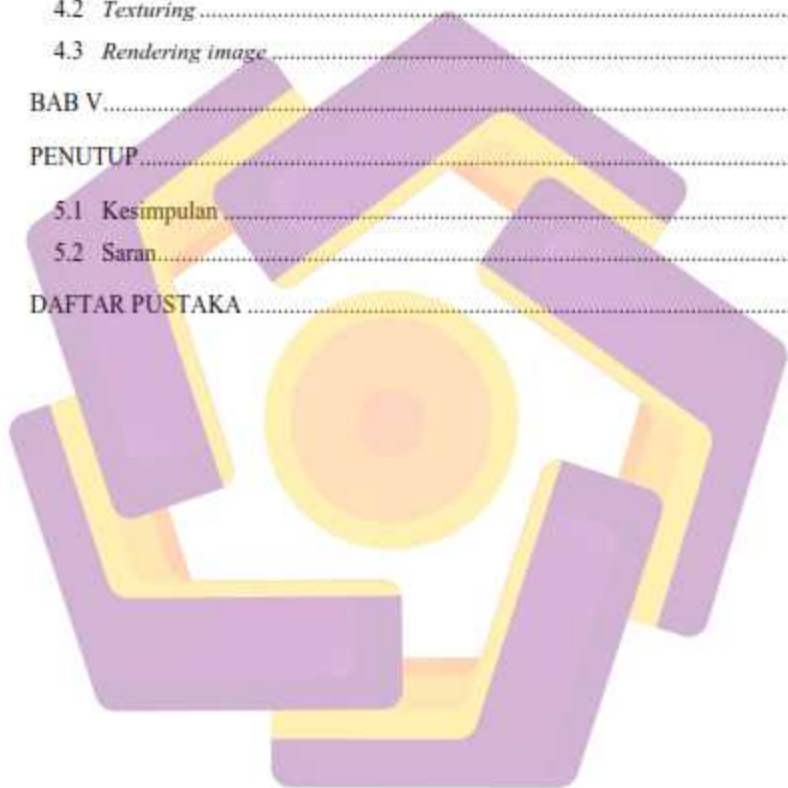 4.2 Texturing ........................................................................
4.3 Rendering image ........................................................................
BAB V ........................................................................
PENUTUP ........................................................................
5.1 Kesimpulan ........................................................................
5.2 Saran ........................................................................
DAFTAR PUSTAKA ........................................................................